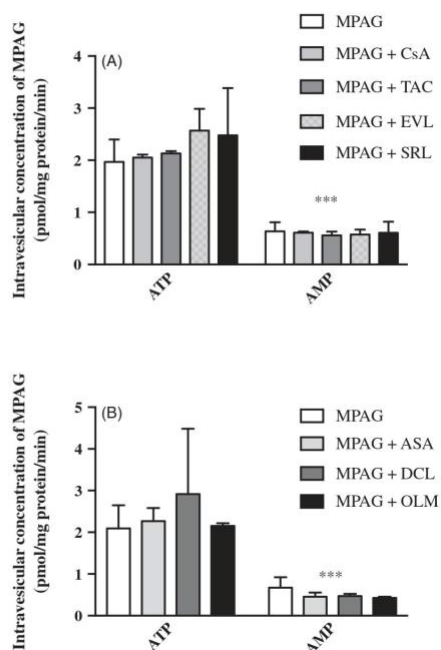 (A)
MPAG
MPAG + CsA
MPAG + TAC
MPAG + EVL
MPAG + SRL
Intravesicular concentration of MPAG
(pmol/mg protein/min)
4
3
2
1
0
***
ATP
AMP
(B)
MPAG
MPAG + ASA
MPAG + DCL
MPAG + OLM
Intravesicular concentration of MPAG
(pmol/mg protein/min)
5
4
3
2
1
0
***
ATP
AMP